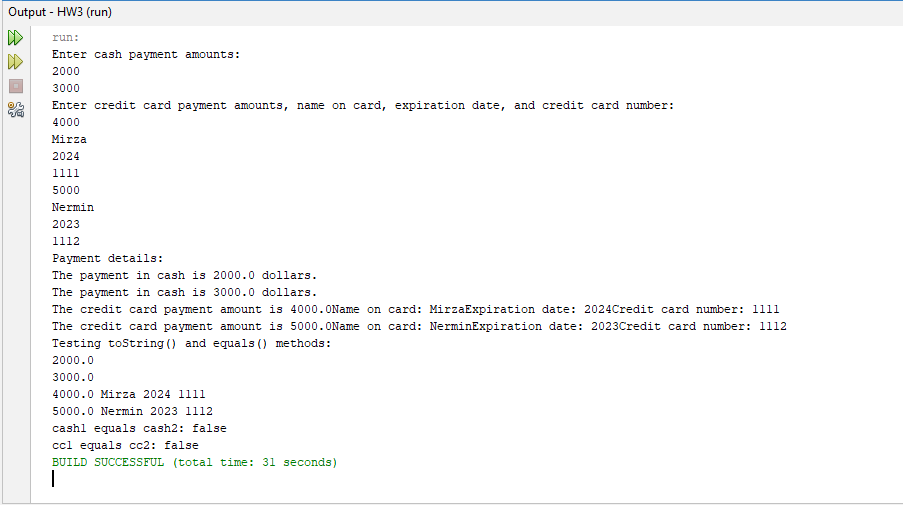 Output - HW3 (run)
run:
Enter cash payment amounts:
2000
3000
Enter credit card payment amounts, name on card, expiration date, and credit card number:
4000
Mirza
2024
1111
5000
Nermin
2023
1112
Payment details:
The payment in cash is 2000.0 dollars.
The payment in cash is 3000.0 dollars.
The credit card payment amount is 4000.0Name on card: MirzaExpiration date: 2024Credit card number: 1111
The credit card payment amount is 5000.0Name on card: NerminExpiration date: 2023Credit card number: 1112
Testing toString() and equals() methods:
2000.0
3000.0
4000.0 Mirza 2024 1111
5000.0 Nermin 2023 1112
cash1 equals cash2: false
cc1 equals cc2: false
BUILD SUCCESSFUL (total time: 31 seconds)